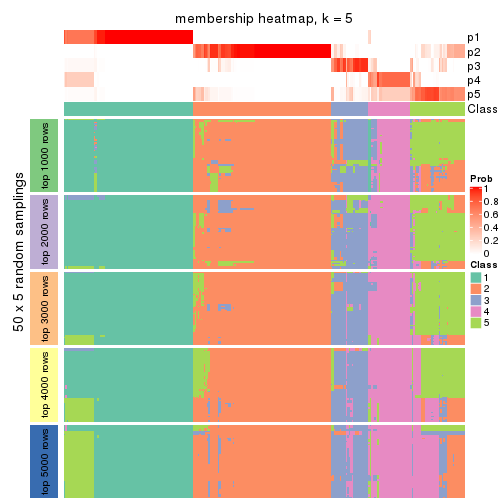 membership heatmap, k = 5
p1
p2
p3
p4
p5
Class
50 x 5 random samplings
top 1000 rows
top 2000 rows
top 3000 rows
top 4000 rows
top 5000 rows
Prob
1
0.8
0.6
0.4
0.2
0
Class
1
2
3
4
5